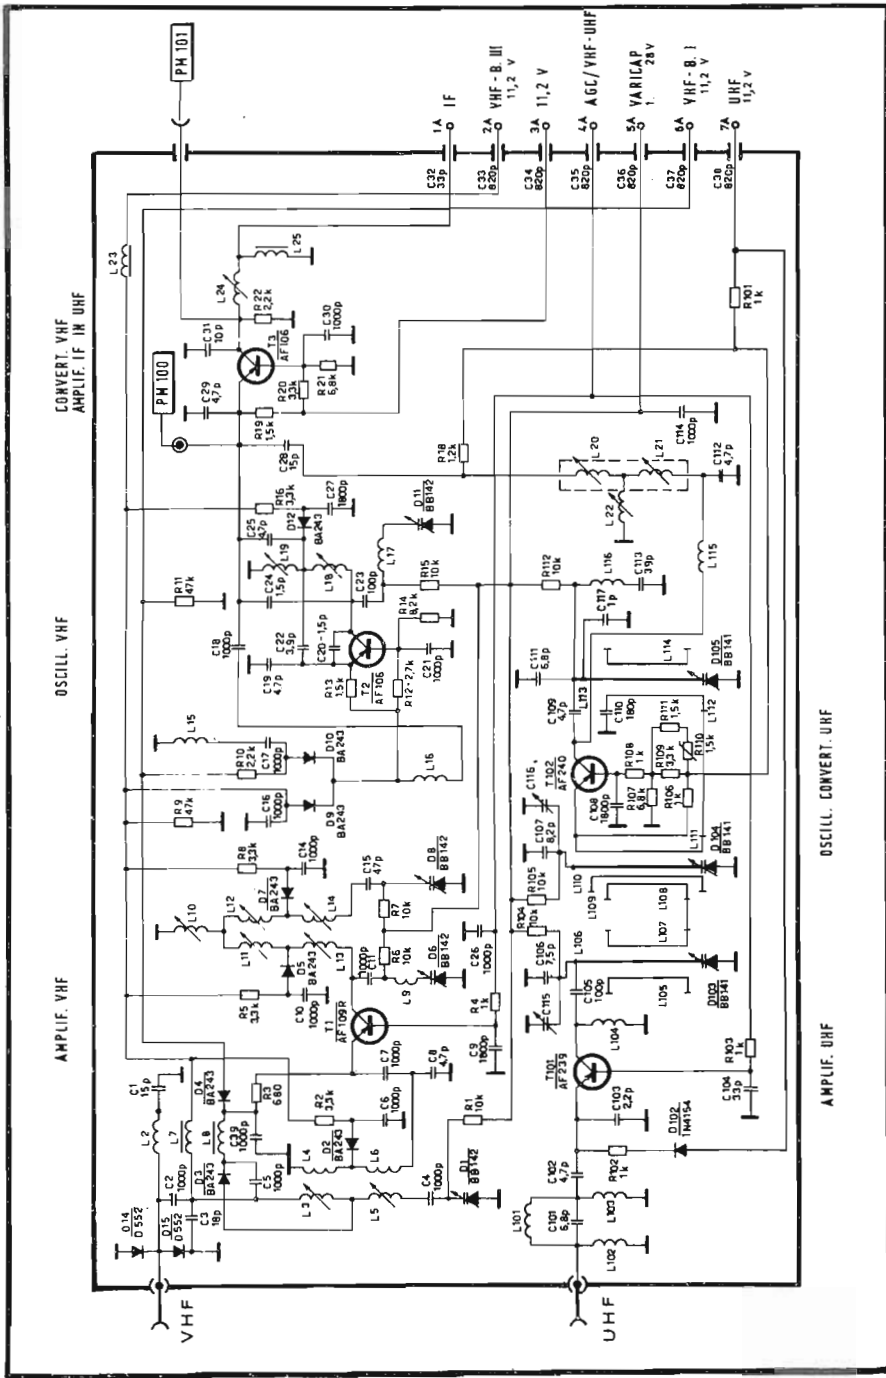 CONVERT. VHF
AMPLIF. IF IN UHF
OSCILL. VHF
AMPLIF. VHF
PM 101
PM 100
1A IF
2A VHF-B. III
11,2 V
3A 11,2 V
4A AGC/VHF-UHF
5A VARICAP
1. 28V
6A VHF-B. I
11,2 V
7A UHF
11,2 V
C32
33p
C33
820p
C34
820p
C35
820p
C36
820p
C37
820p
C38
820p
L23
L25
L24
R22
2,2k
C31
10p
T3
AF106
C30
1000p
R21
6,8k
R20
3,3k
C29
4,7p
R19
1,5k
C28
15p
R18
1,2k
R101
1k
C114
1000p
L20
L21
L22
C112
4,7p
L115
R16
3,3k
C27
1800p
D12
BA243
C25
47p
L19
L18
D11
BB142
L17
R11
47k
C24
1,5p
C23
100p
R15
10k
R14
8,2k
C18
1000p
C22
3,9p
C20-1,5p
C19
4,7p
R13
1,5k
T2
AF106
R12-2,7k
C21
1000p
R112
10k
L116
C113
39p
C117
1p
L114
C111
6,8p
D105
BB141
L113
C109
4,7p
C110
180p
L112
R111
1,5k
R110
1,5k
R109
3,3k
R108
1k
R107
6,8k
R106
1k
C108
1800p
T102
AF240
L15
R10
2,2k
C17
1000p
D10
BA243
L16
R9
47k
C16
1000p
D9
BA243
R8
3,3k
C14
1000p
D7
BA243
C15
47p
D8
BB142
L10
L12
L14
L11
L13
R7
10k
R6
10k
D5
BA243
C11
1000p
D6
BB142
L9
R5
3,3k
C10
1000p
T1
AF109R
C26
1000p
R4
1k
C9
1800p
C116
C107
8,2p
R105
10k
R104
10k
C106
7,5p
C115
L111
D104
BB141
L110
L109
L108
L107
L106
C105
100p
L105
D103
BB141
L104
T101
AF239
R103
1k
C104
33p
C103
2,2p
D102
1N4154
R102
1k
C102
4,7p
L103
C101
6,8p
L101
L102
C1
15p
L2
D4
BA243
R3
680
L7
L8
C39
1000p
C7
1000p
C8
4,7p
R2
3,3k
C6
1000p
D2
BA243
L4
L6
R1
10k
C2
1000p
D3
BA243
C5
1000p
C3
18p
L3
L5
C4
1000p
D1
BB142
D14
D552
D15
D552
VHF
UHF
OSCILL. CONVERT. UHF
AMPLIF. UHF